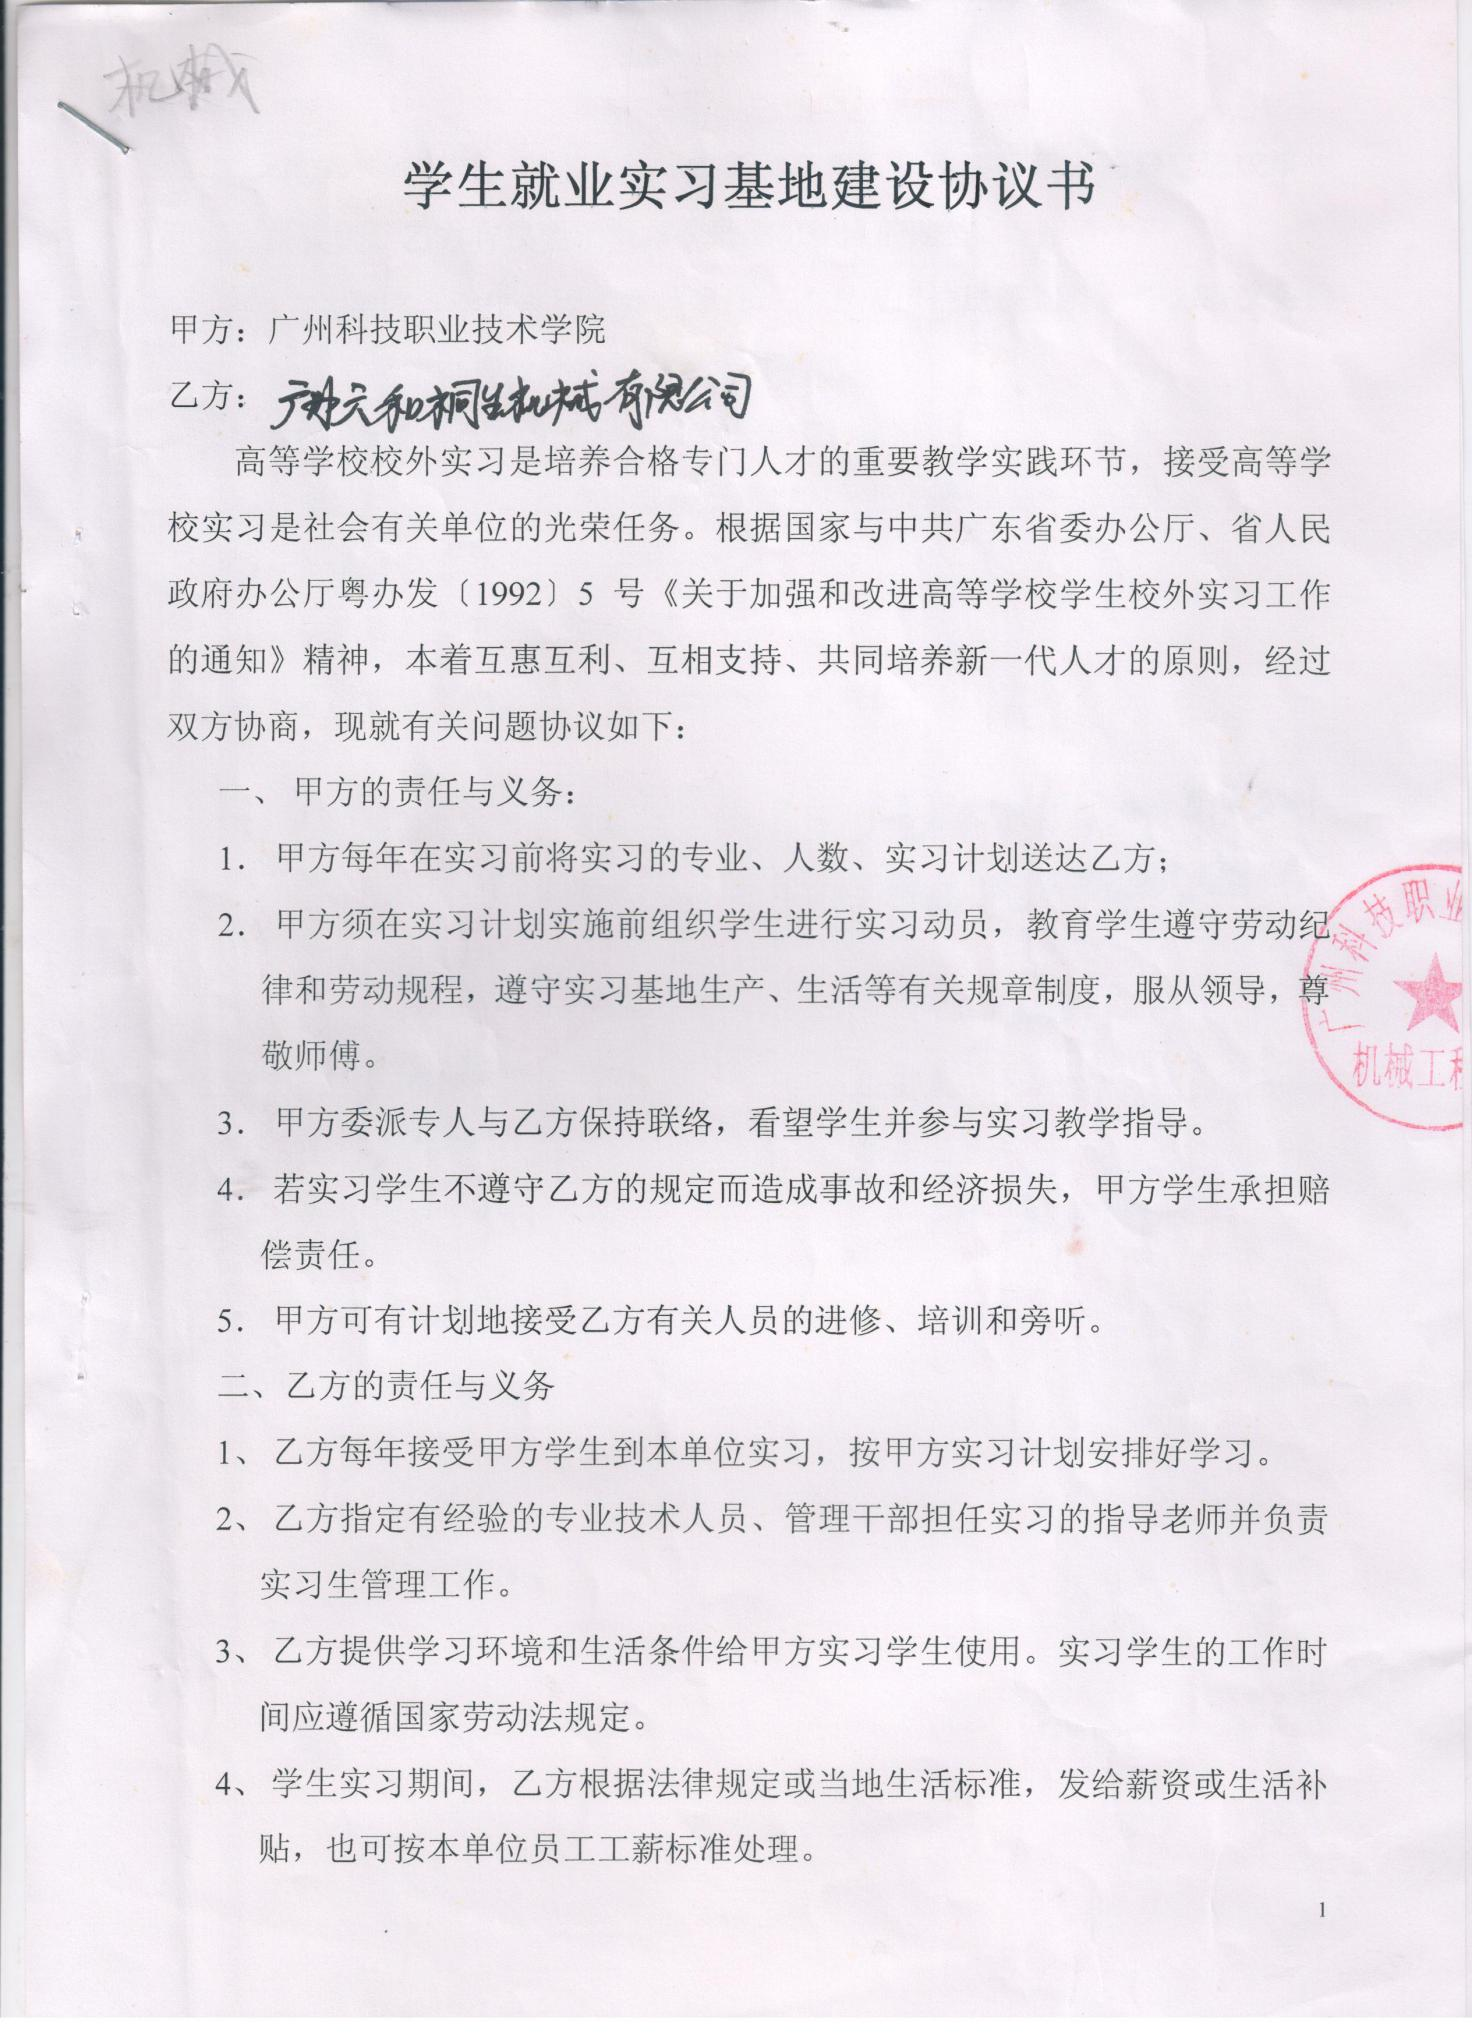 机械
学生就业实习基地建设协议书
甲方：广州科技职业技术学院
乙方：广州六和桐生机械有限公司
高等学校校外实习是培养合格专门人才的重要教学实践环节，接受高等学
校实习是社会有关单位的光荣任务。根据国家与中共广东省委办公厅、省人民
政府办公厅粤办发〔1992〕5 号《关于加强和改进高等学校学生校外实习工作
的通知》精神，本着互惠互利、互相支持、共同培养新一代人才的原则，经过
双方协商，现就有关问题协议如下：
一、 甲方的责任与义务：
1． 甲方每年在实习前将实习的专业、人数、实习计划送达乙方；
2． 甲方须在实习计划实施前组织学生进行实习动员，教育学生遵守劳动纪
律和劳动规程，遵守实习基地生产、生活等有关规章制度，服从领导，尊
敬师傅。
3． 甲方委派专人与乙方保持联络，看望学生并参与实习教学指导。
4． 若实习学生不遵守乙方的规定而造成事故和经济损失，甲方学生承担赔
偿责任。
5． 甲方可有计划地接受乙方有关人员的进修、培训和旁听。
二、乙方的责任与义务
1、 乙方每年接受甲方学生到本单位实习，按甲方实习计划安排好学习。
2、 乙方指定有经验的专业技术人员、管理干部担任实习的指导老师并负责
实习生管理工作。
3、 乙方提供学习环境和生活条件给甲方实习学生使用。实习学生的工作时
间应遵循国家劳动法规定。
4、 学生实习期间，乙方根据法律规定或当地生活标准，发给薪资或生活补
贴，也可按本单位员工工薪标准处理。
广州科技职业
机械工程
1